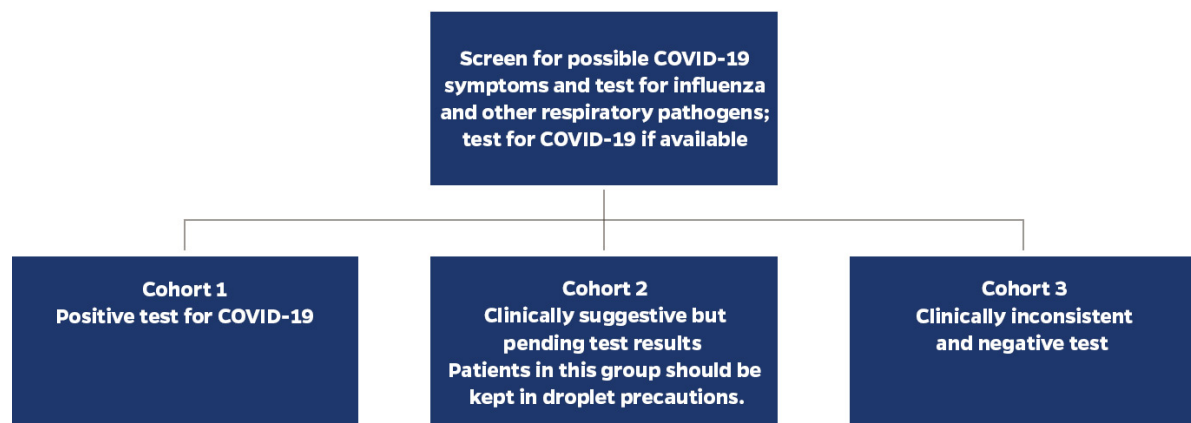 Screen for possible COVID-19
symptoms and test for influenza
and other respiratory pathogens;
test for COVID-19 if available
Cohort 1
Positive test for COVID-19
Cohort 2
Clinically suggestive but
pending test results
Patients in this group should be
kept in droplet precautions.
Cohort 3
Clinically inconsistent
and negative test